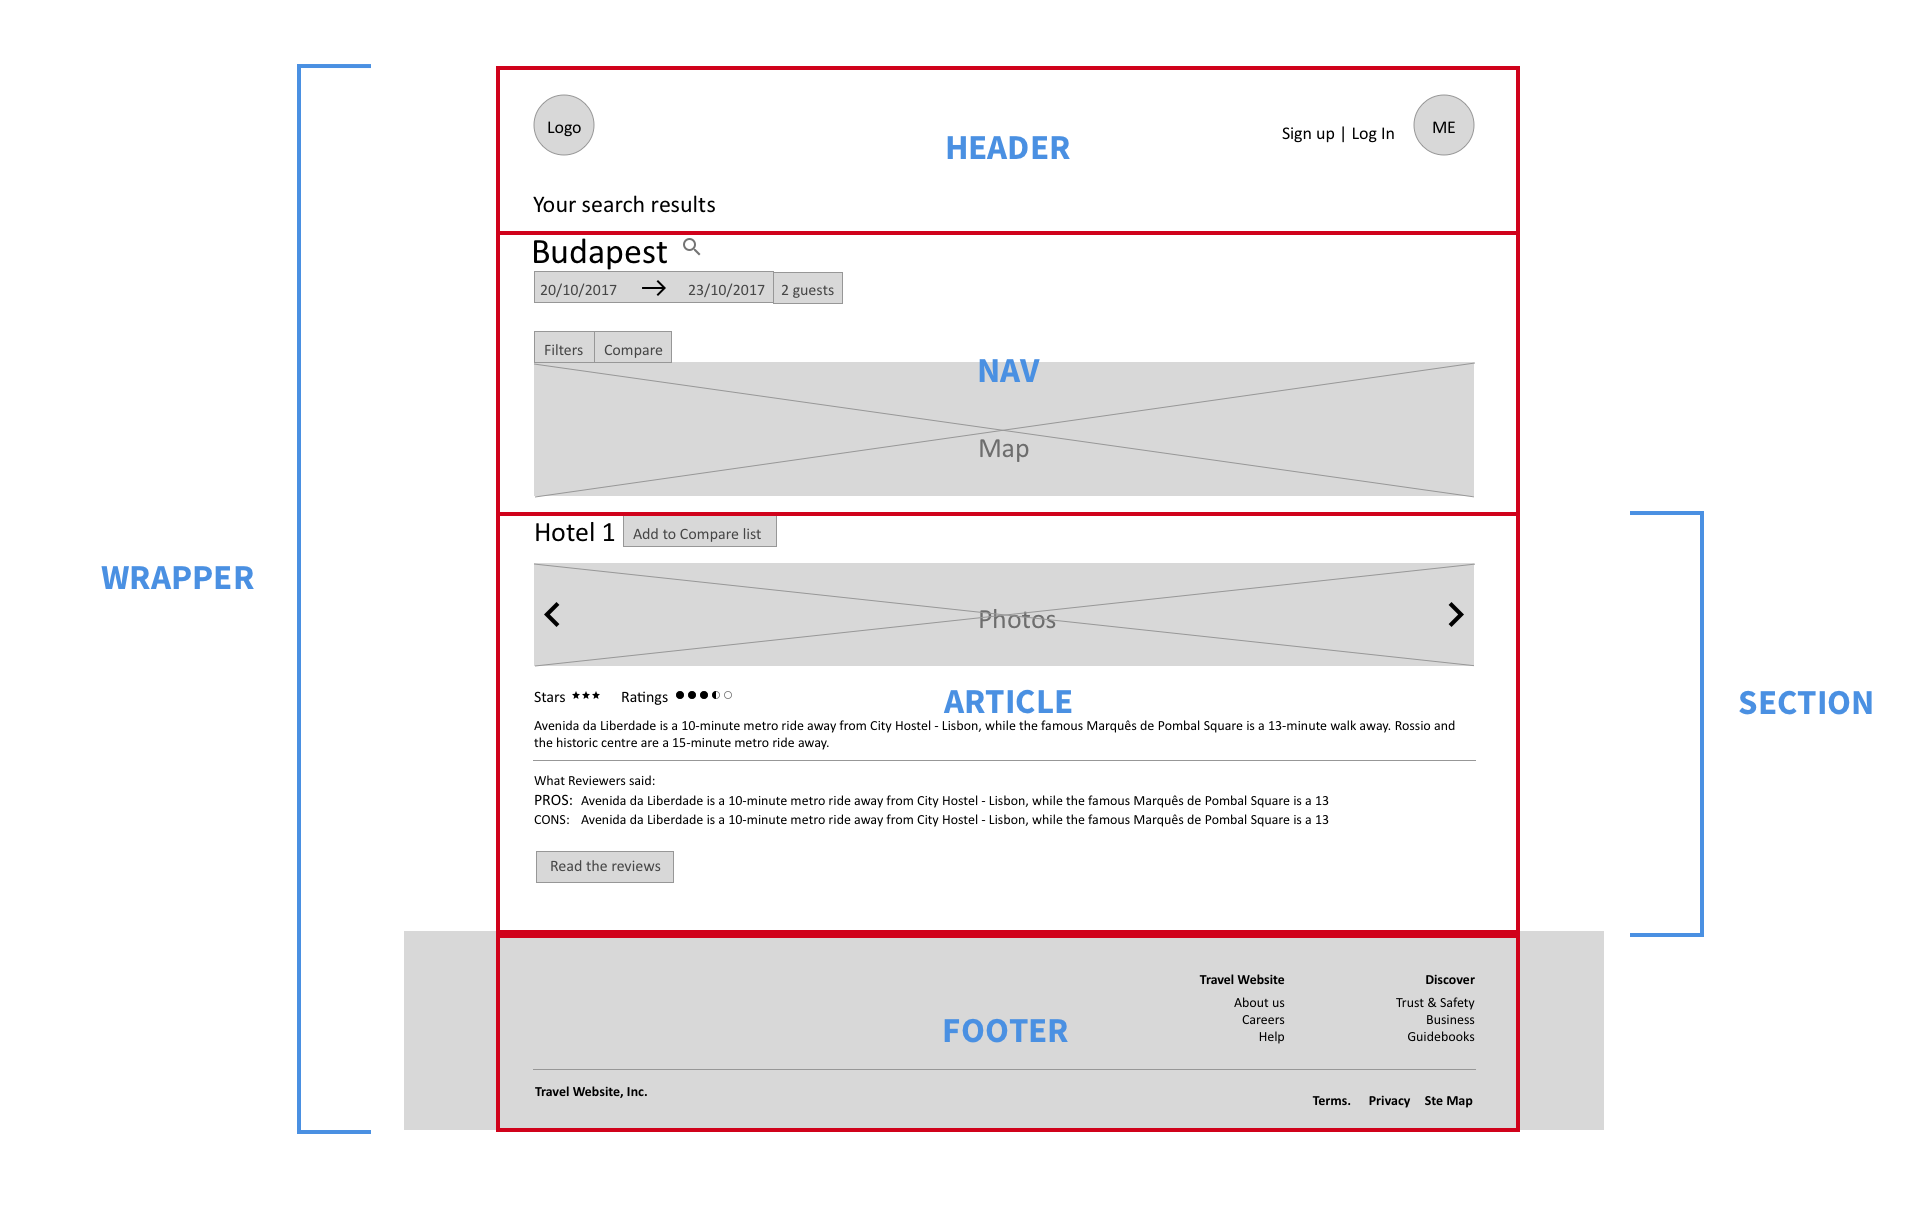 Logo
HEADER
Sign up | Log In
ME
Your search results
Budapest
20/10/2017
23/10/2017
2 guests
Filters
Compare
NAV
Map
Hotel 1
Add to Compare list
WRAPPER
Photos
Stars
Ratings
ARTICLE
SECTION
Avenida da Liberdade is a 10-minute metro ride away from City Hostel - Lisbon, while the famous Marquês de Pombal Square is a 13-minute walk away. Rossio and
the historic centre are a 15-minute metro ride away.
What Reviewers said:
PROS: Avenida da Liberdade is a 10-minute metro ride away from City Hostel - Lisbon, while the famous Marquês de Pombal Square is a 13
CONS: Avenida da Liberdade is a 10-minute metro ride away from City Hostel - Lisbon, while the famous Marquês de Pombal Square is a 13
Read the reviews
FOOTER
Travel Website
About us
Careers
Help
Discover
Trust & Safety
Business
Guidebooks
Travel Website, Inc.
Terms. Privacy Ste Map